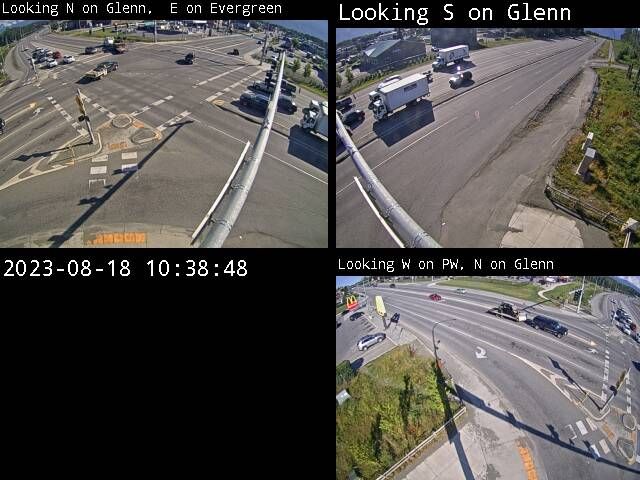 Looking N on Glenn, E on Evergreen
Looking S on Glenn
2023-08-18 10:38:48
Looking W on PW, N on Glenn